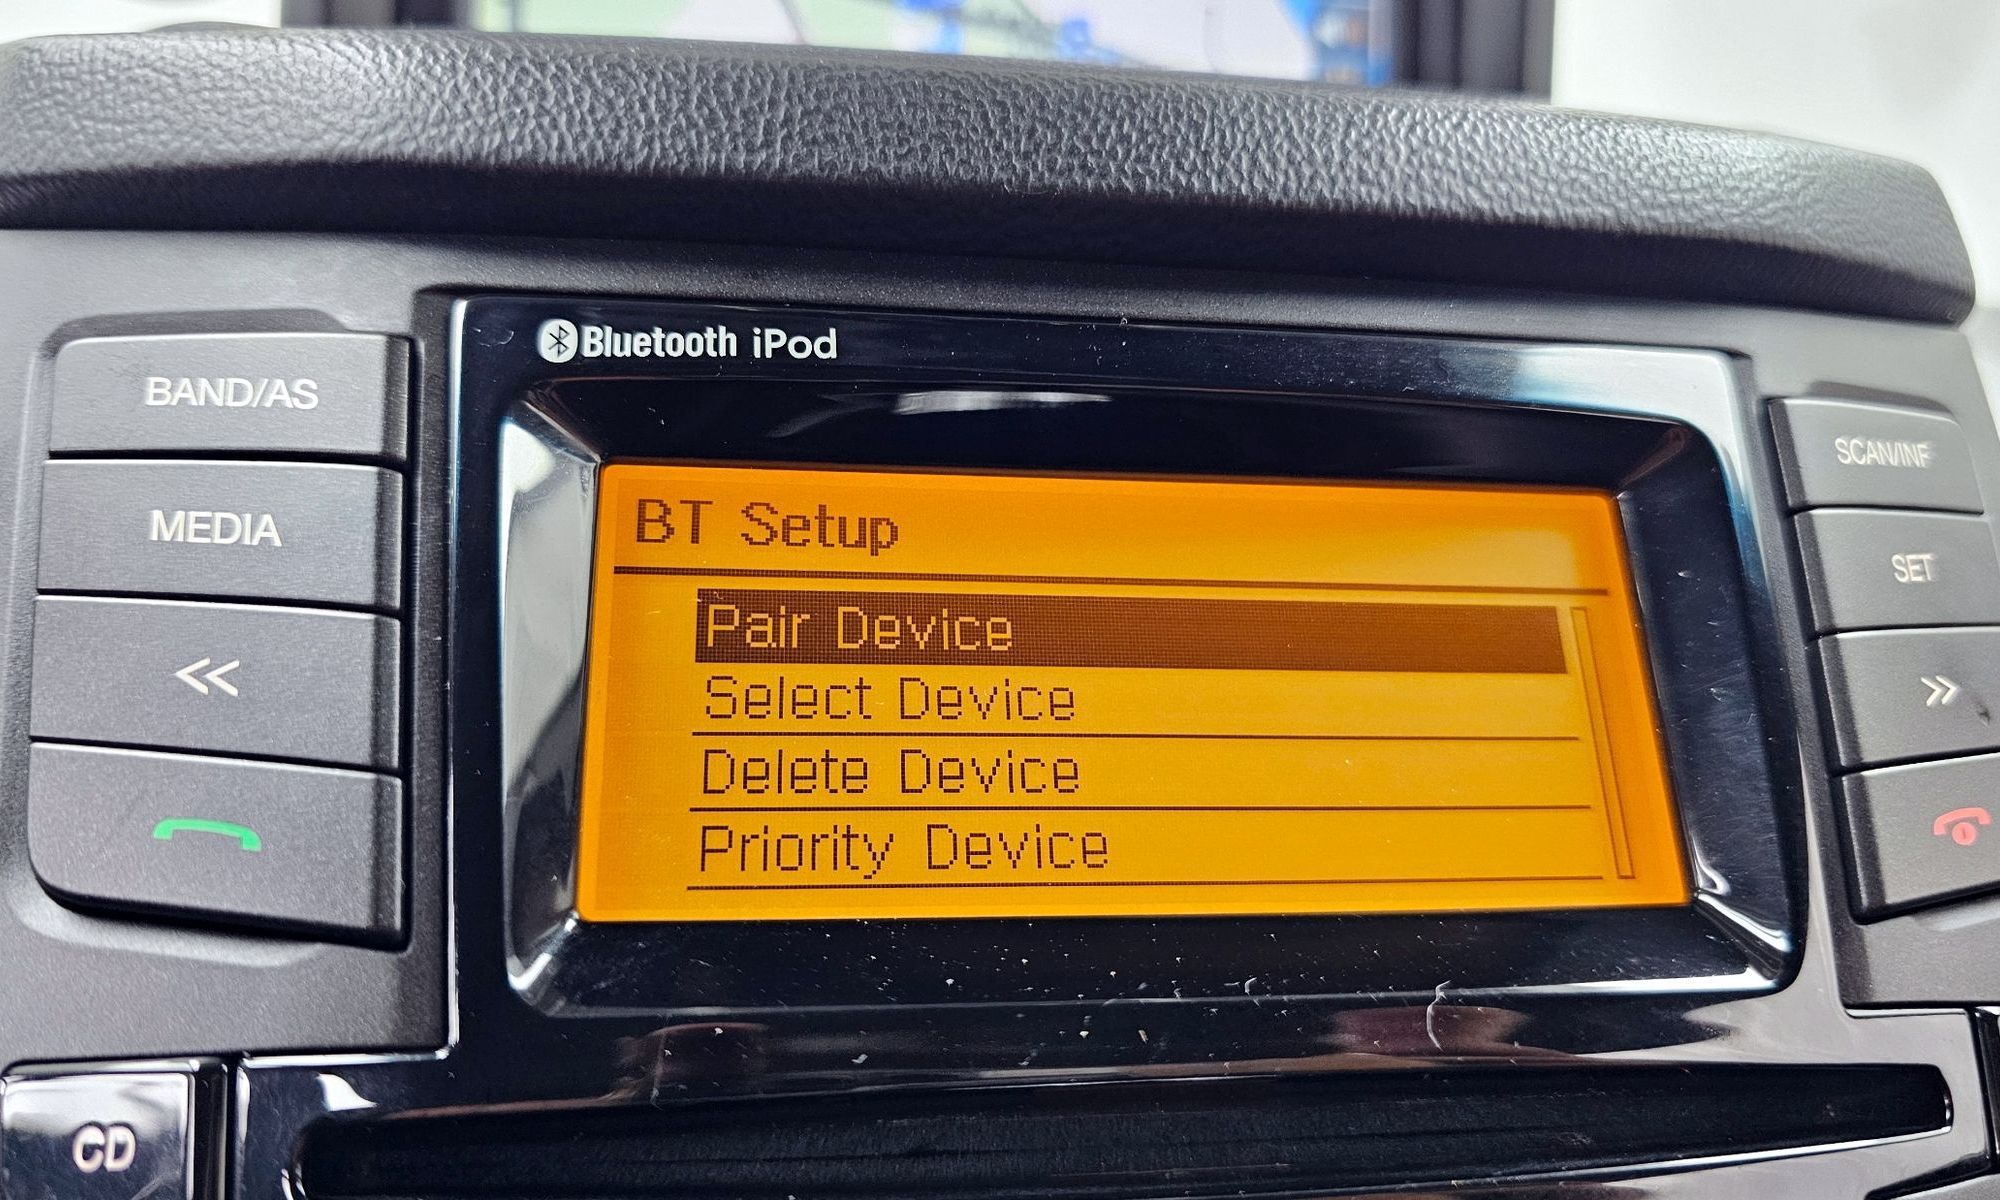 Bluetooth iPod
BAND/AS
MEDIA
<<
CD
BT Setup
Pair Device
Select Device
Delete Device
Priority Device
SCAN/INF
SET
>>